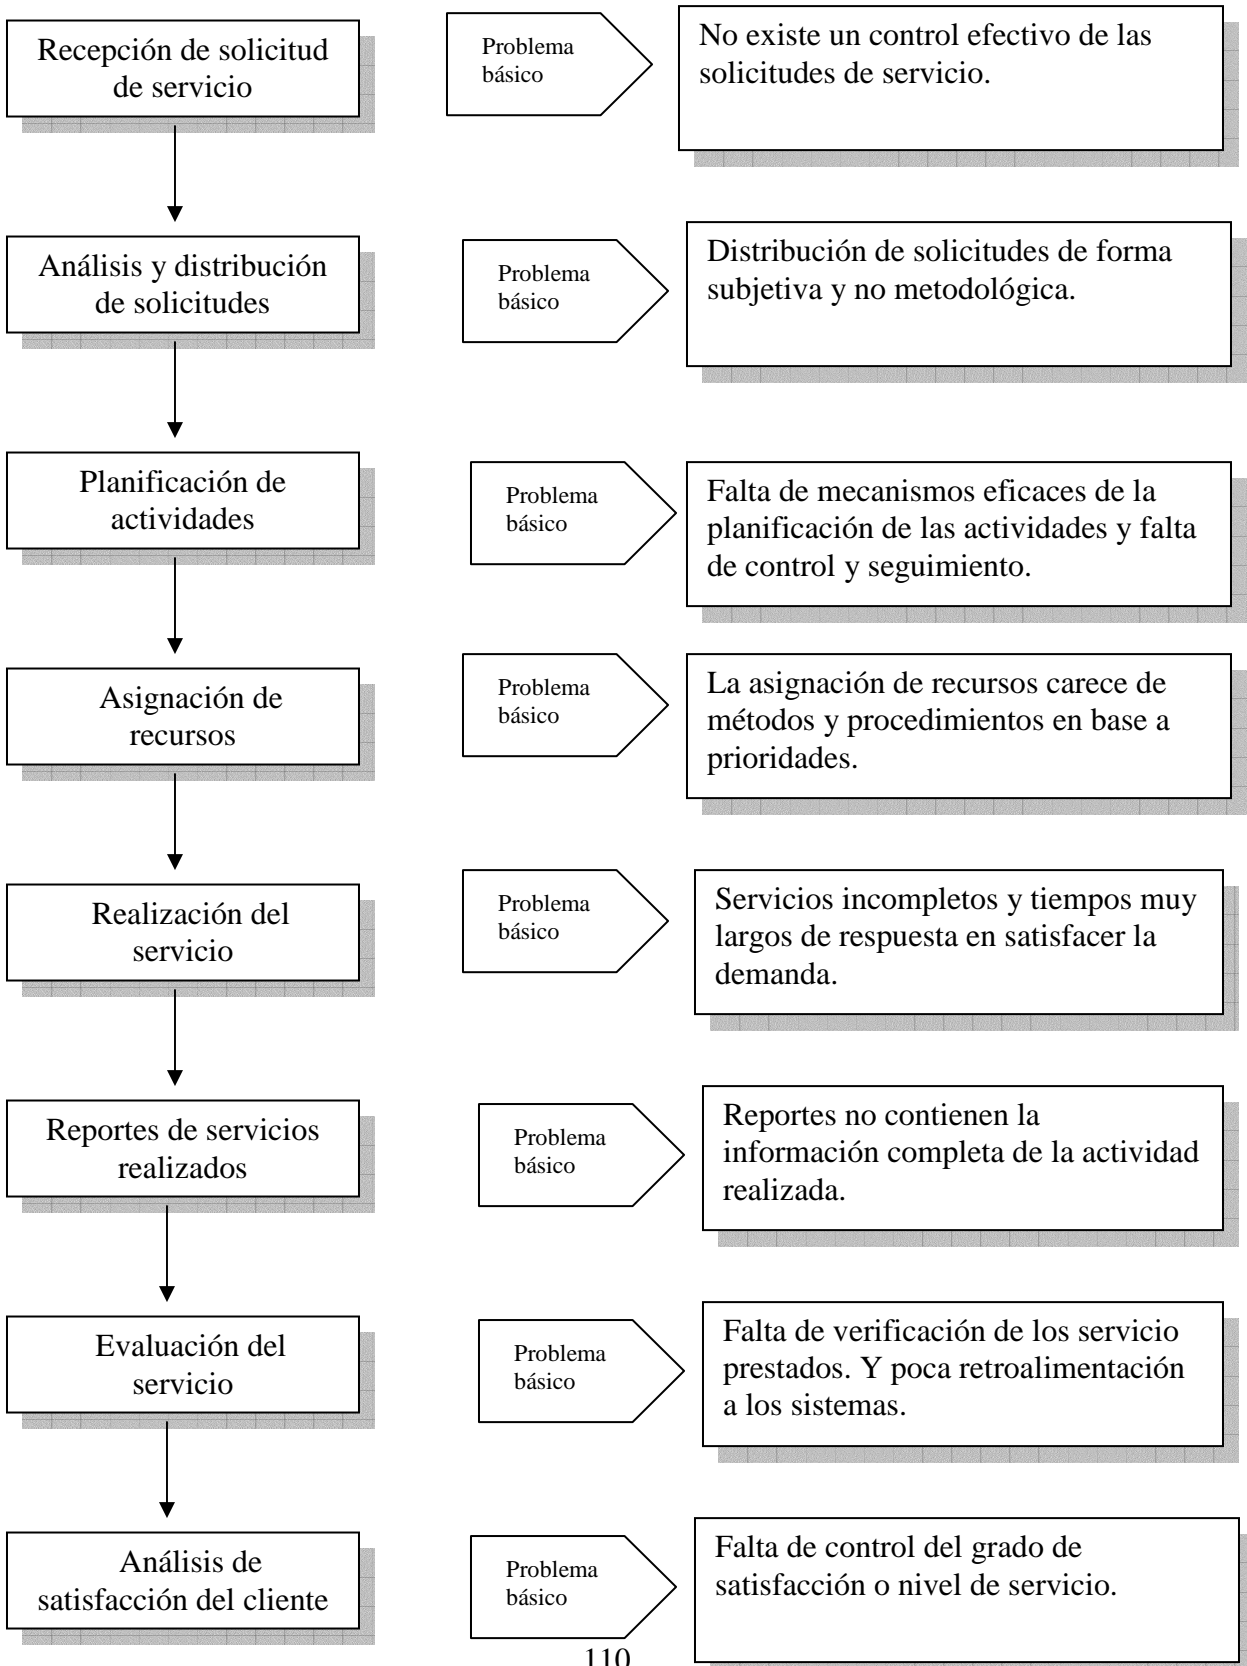 Recepción de solicitud
de servicio
Problema
básico
No existe un control efectivo de las
solicitudes de servicio.
Análisis y distribución
de solicitudes
Problema
básico
Distribución de solicitudes de forma
subjetiva y no metodológica.
Planificación de
actividades
Problema
básico
Falta de mecanismos eficaces de la
planificación de las actividades y falta
de control y seguimiento.
Asignación de
recursos
Problema
básico
La asignación de recursos carece de
métodos y procedimientos en base a
prioridades.
Realización del
servicio
Problema
básico
Servicios incompletos y tiempos muy
largos de respuesta en satisfacer la
demanda.
Reportes de servicios
realizados
Problema
básico
Reportes no contienen la
información completa de la actividad
realizada.
Evaluación del
servicio
Problema
básico
Falta de verificación de los servicio
prestados. Y poca retroalimentación
a los sistemas.
Análisis de
satisfacción del cliente
Problema
básico
Falta de control del grado de
satisfacción o nivel de servicio.
110